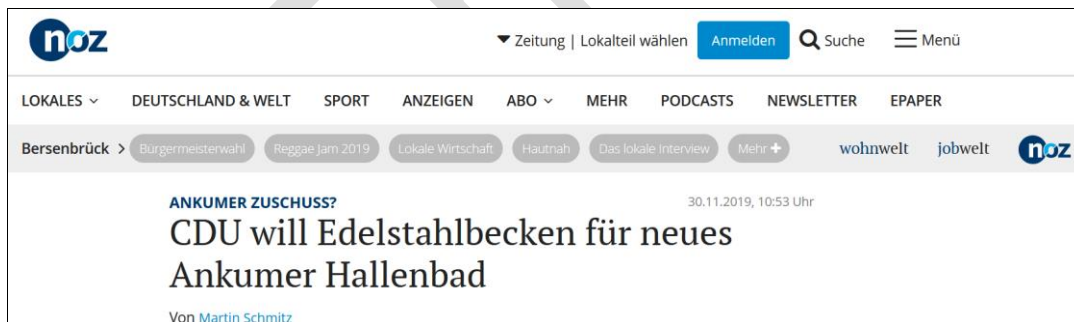 noz
Zeitung | Lokalteil wählen Anmelden Suche Menü
LOKALES DEUTSCHLAND & WELT SPORT ANZEIGEN ABO MEHR PODCASTS NEWSLETTER EPAPER
Bersenbrück > Bürgermeisterwahl Reggae Jam 2019 Lokale Wirtschaft Hautnah Das lokale Interview Mehr + wohnwelt jobwelt noz
ANKUMER ZUSCHUSS? 30.11.2019, 10:53 Uhr
CDU will Edelstahlbecken für neues
Ankumer Hallenbad
Von Martin Schmitz